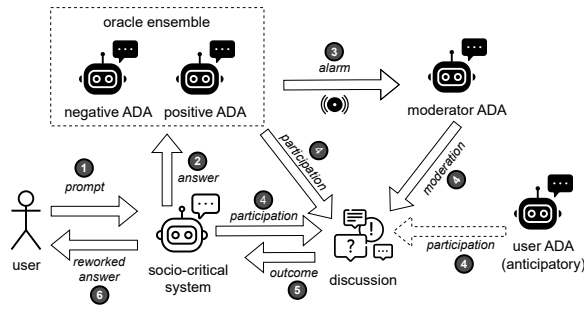 oracle ensemble
negative ADA
positive ADA
3
alarm
moderator ADA
1
prompt
2
answer
4
participation
4
moderation
4
participation
user
6
reworked
answer
socio-critical
system
5
outcome
?
!
discussion
participation
4
user ADA
(anticipatory)